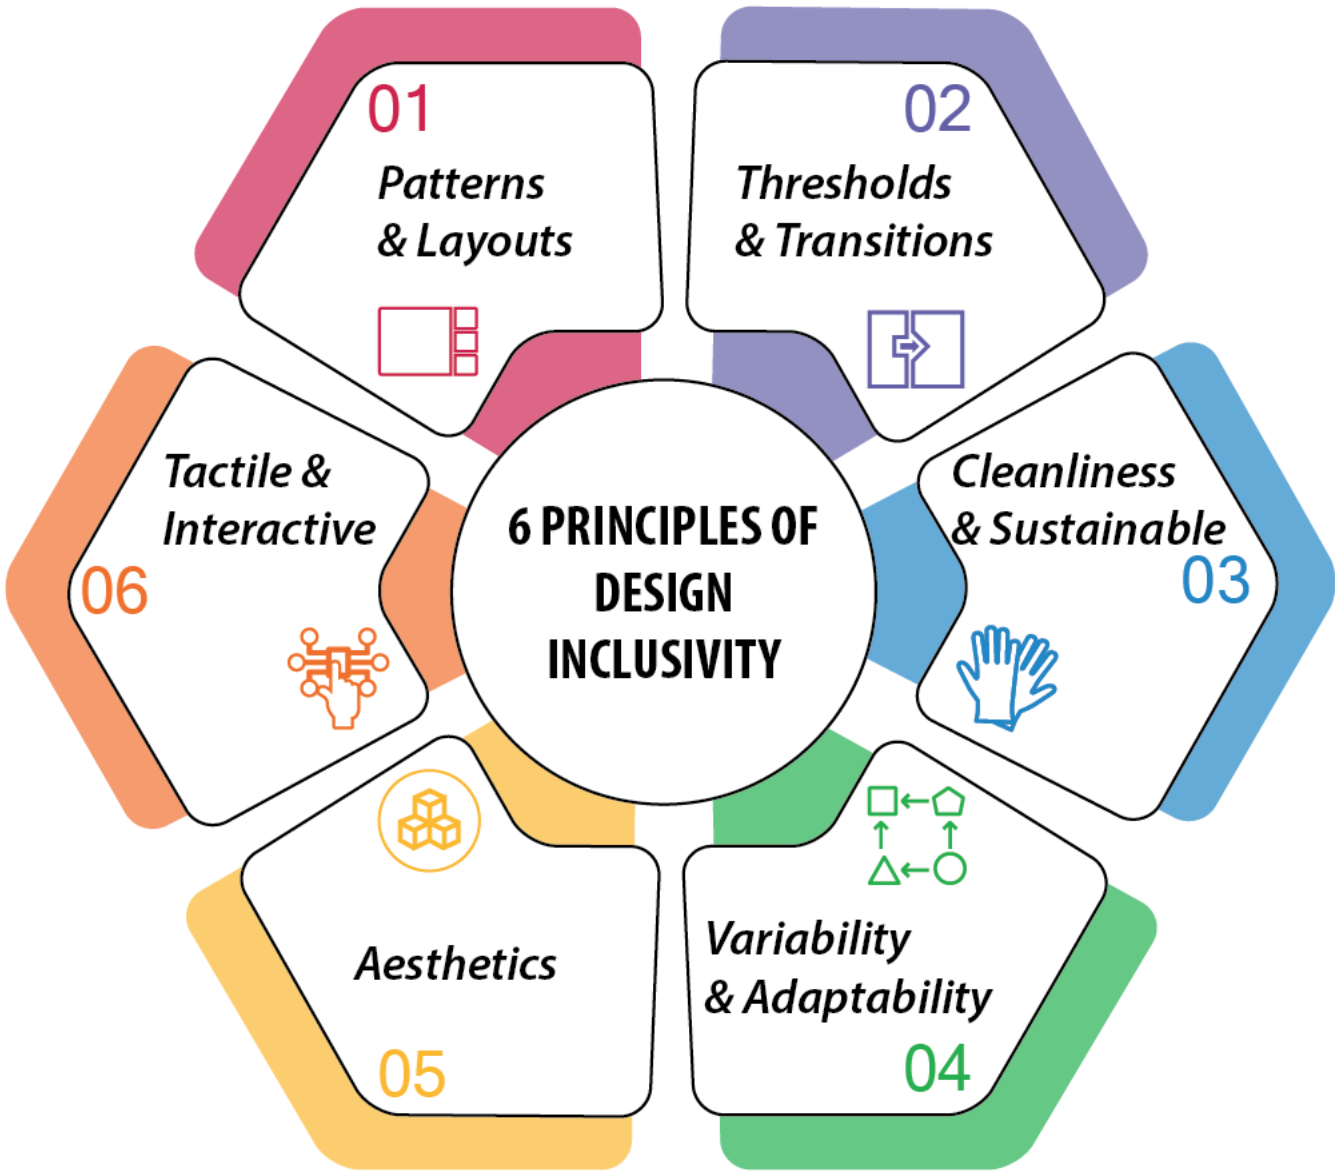 01
Patterns
& Layouts
02
Thresholds
& Transitions
Cleanliness
& Sustainable
03
Variability
& Adaptability
04
Aesthetics
05
Tactile &
Interactive
06
6 PRINCIPLES OF
DESIGN
INCLUSIVITY